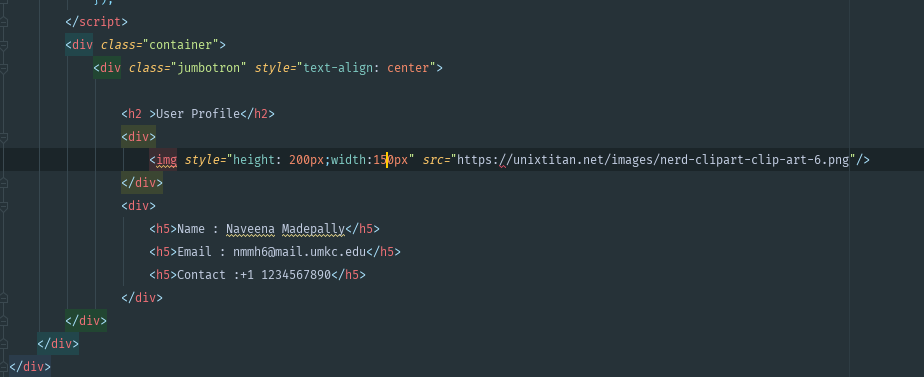 });
</script>
<div class="container">
<div class="jumbotron" style="text-align: center">
<h2 >User Profile</h2>
<div>
<img style="height: 200px;width:150px" src="https://unixtitan.net/images/nerd-clipart-clip-art-6.png"/>
</div>
<div>
<h5>Name : Naveena Madepally</h5>
<h5>Email : nmmh6@mail.umkc.edu</h5>
<h5>Contact :+1 1234567890</h5>
</div>
</div>
</div>
</div>